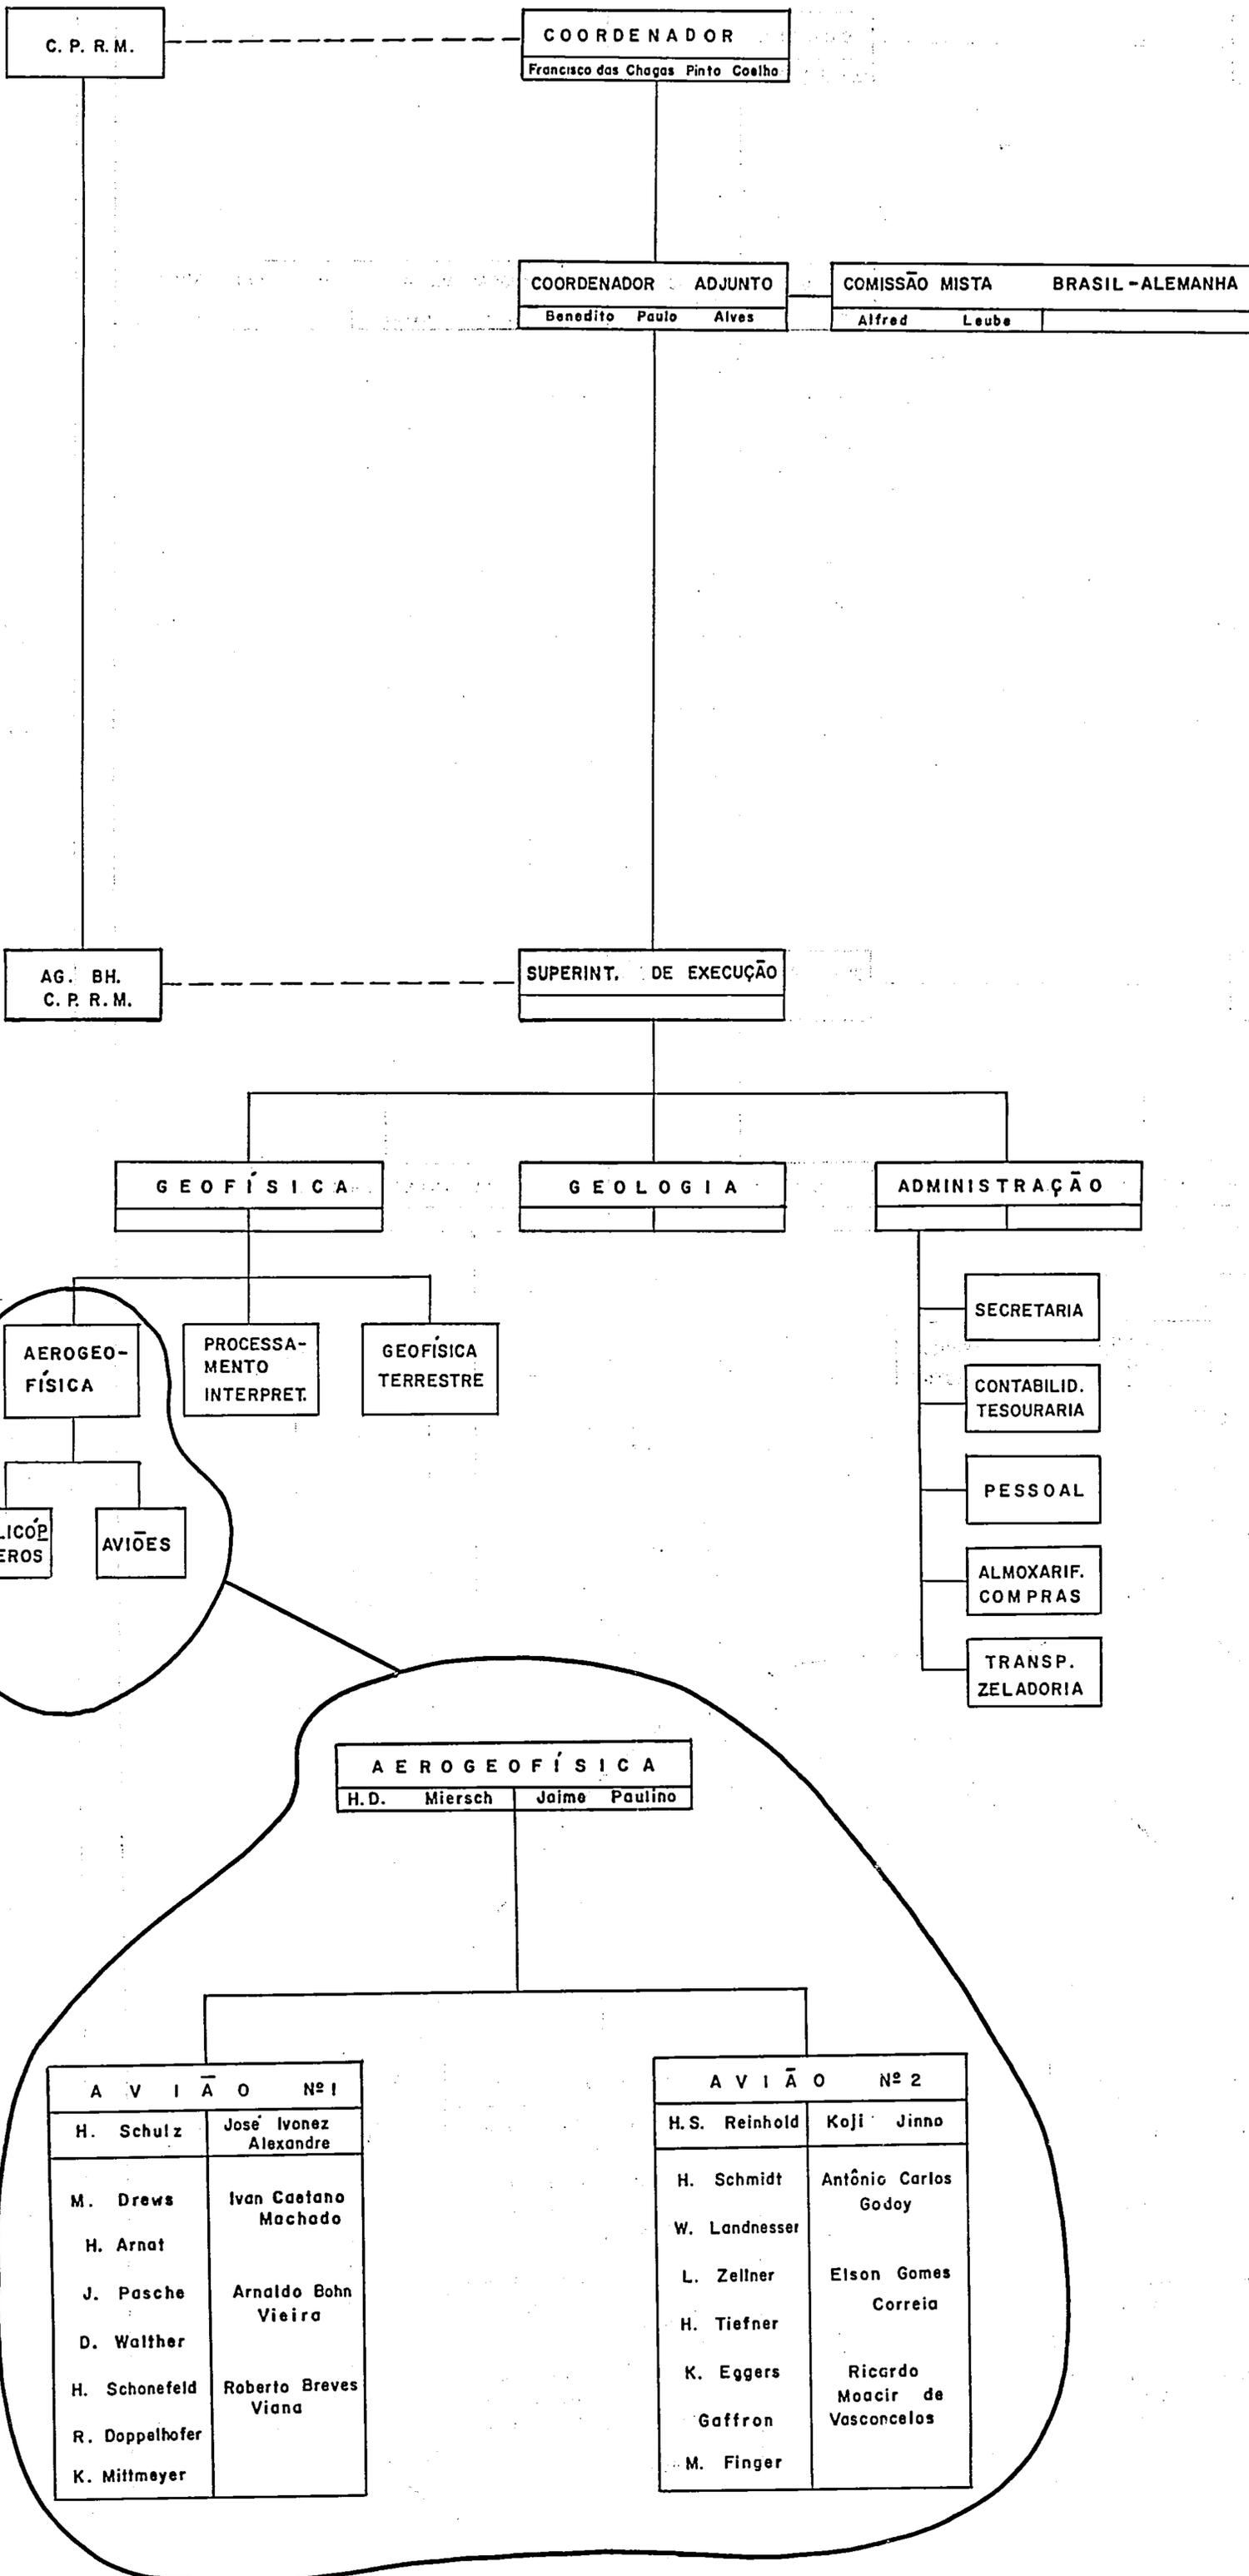 C. P. R. M.
COORDENADOR
Francisco das Chagas Pinto Coelho
COORDENADOR ADJUNTO
Benedito Paulo Alves
COMISSÃO MISTA BRASIL-ALEMANHA
Alfred Leube
AG. BH.
C. P. R. M.
SUPERINT. DE EXECUÇÃO
GEOFÍSICA
GEOLOGIA
ADMINISTRAÇÃO
AEROGEO-
FÍSICA
PROCESSA-
MENTO
INTERPRET.
GEOFÍSICA
TERRESTRE
SECRETARIA
CONTABILID.
TESOURARIA
PESSOAL
ALMOXARIF.
COMPRAS
TRANSP.
ZELADORIA
LICÓP
EROS
AVIÕES
AEROGEOFÍSICA
H.D. Miersch
Jaime Paulino
AVIÃO Nº 1
H. Schulz
José Ivonez
Alexandre
M. Drews
H. Arnat
J. Pasche
D. Walther
H. Schonefeld
R. Doppelhofer
K. Mittmeyer
Ivan Caetano
Machado
Arnaldo Bohn
Vieira
Roberto Breves
Viana
AVIÃO Nº 2
H.S. Reinhold
Koji Jinno
H. Schmidt
W. Landnesser
L. Zellner
H. Tiefner
K. Eggers
Gaffron
M. Finger
Antônio Carlos
Godoy
Elson Gomes
Correia
Ricardo
Moacir de
Vasconcelos